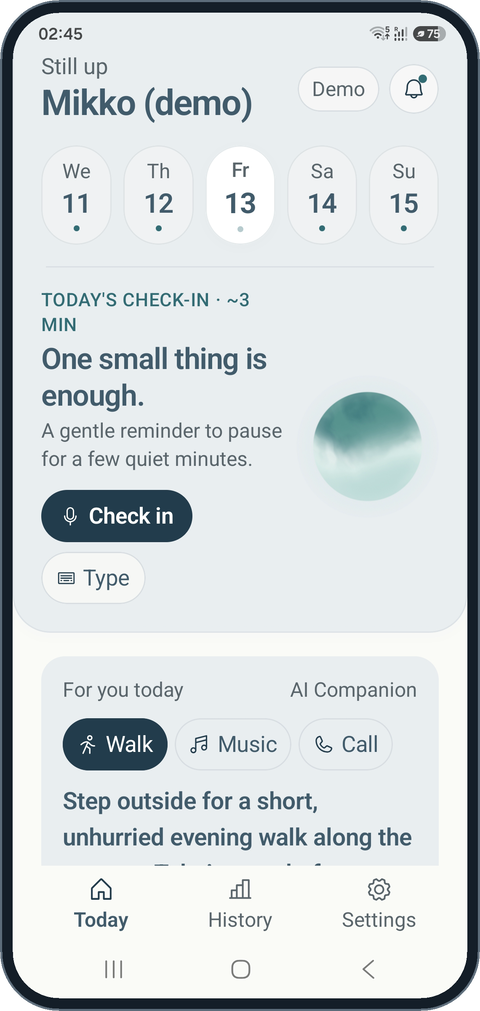 02:45
75
Still up
Mikko (demo)
Demo
We Th Fr Sa Su
11 12 13 14 15
TODAY'S CHECK-IN · ~3
MIN
One small thing is
enough.
A gentle reminder to pause
for a few quiet minutes.
Check in
Type
For you today AI Companion
Walk Music Call
Step outside for a short,
unhurried evening walk along the
Today History Settings